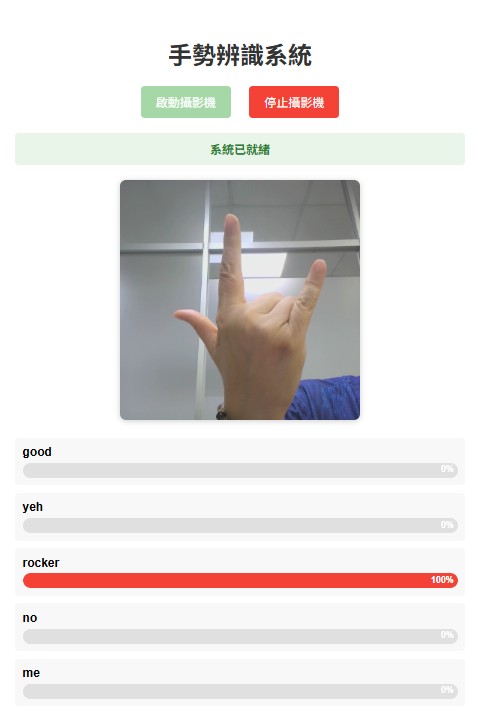 手勢辨識系統
啟動攝影機 停止攝影機
系統已就緒
good
0%
yeh
0%
rocker
100%
no
0%
me
0%